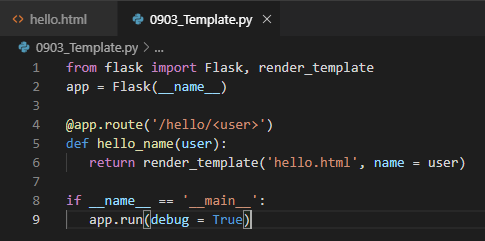 <> hello.html
0903_Template.py ×
0903_Template.py > ...
1 from flask import Flask, render_template
2 app = Flask(__name__)
3
4 @app.route('/hello/<user>')
5 def hello_name(user):
6    return render_template('hello.html', name = user)
7
8 if __name__ == '__main__':
9    app.run(debug = True)